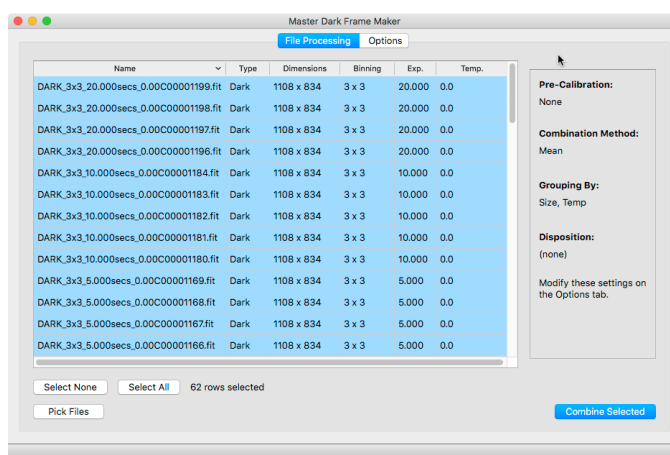 Master Dark Frame Maker
File Processing Options
Name Type Dimensions Binning Exp. Temp.
DARK_3x3_20.000secs_0.00C00001199.fit Dark 1108 x 834 3 x 3 20.000 0.0
DARK_3x3_20.000secs_0.00C00001198.fit Dark 1108 x 834 3 x 3 20.000 0.0
DARK_3x3_20.000secs_0.00C00001197.fit Dark 1108 x 834 3 x 3 20.000 0.0
DARK_3x3_20.000secs_0.00C00001196.fit Dark 1108 x 834 3 x 3 20.000 0.0
DARK_3x3_10.000secs_0.00C00001184.fit Dark 1108 x 834 3 x 3 10.000 0.0
DARK_3x3_10.000secs_0.00C00001183.fit Dark 1108 x 834 3 x 3 10.000 0.0
DARK_3x3_10.000secs_0.00C00001182.fit Dark 1108 x 834 3 x 3 10.000 0.0
DARK_3x3_10.000secs_0.00C00001181.fit Dark 1108 x 834 3 x 3 10.000 0.0
DARK_3x3_10.000secs_0.00C00001180.fit Dark 1108 x 834 3 x 3 10.000 0.0
DARK_3x3_5.000secs_0.00C00001169.fit Dark 1108 x 834 3 x 3 5.000 0.0
DARK_3x3_5.000secs_0.00C00001168.fit Dark 1108 x 834 3 x 3 5.000 0.0
DARK_3x3_5.000secs_0.00C00001167.fit Dark 1108 x 834 3 x 3 5.000 0.0
DARK_3x3_5.000secs_0.00C00001166.fit Dark 1108 x 834 3 x 3 5.000 0.0
Pre-Calibration:
None
Combination Method:
Mean
Grouping By:
Size, Temp
Disposition:
(none)
Modify these settings on
the Options tab.
Select None Select All 62 rows selected
Pick Files Combine Selected